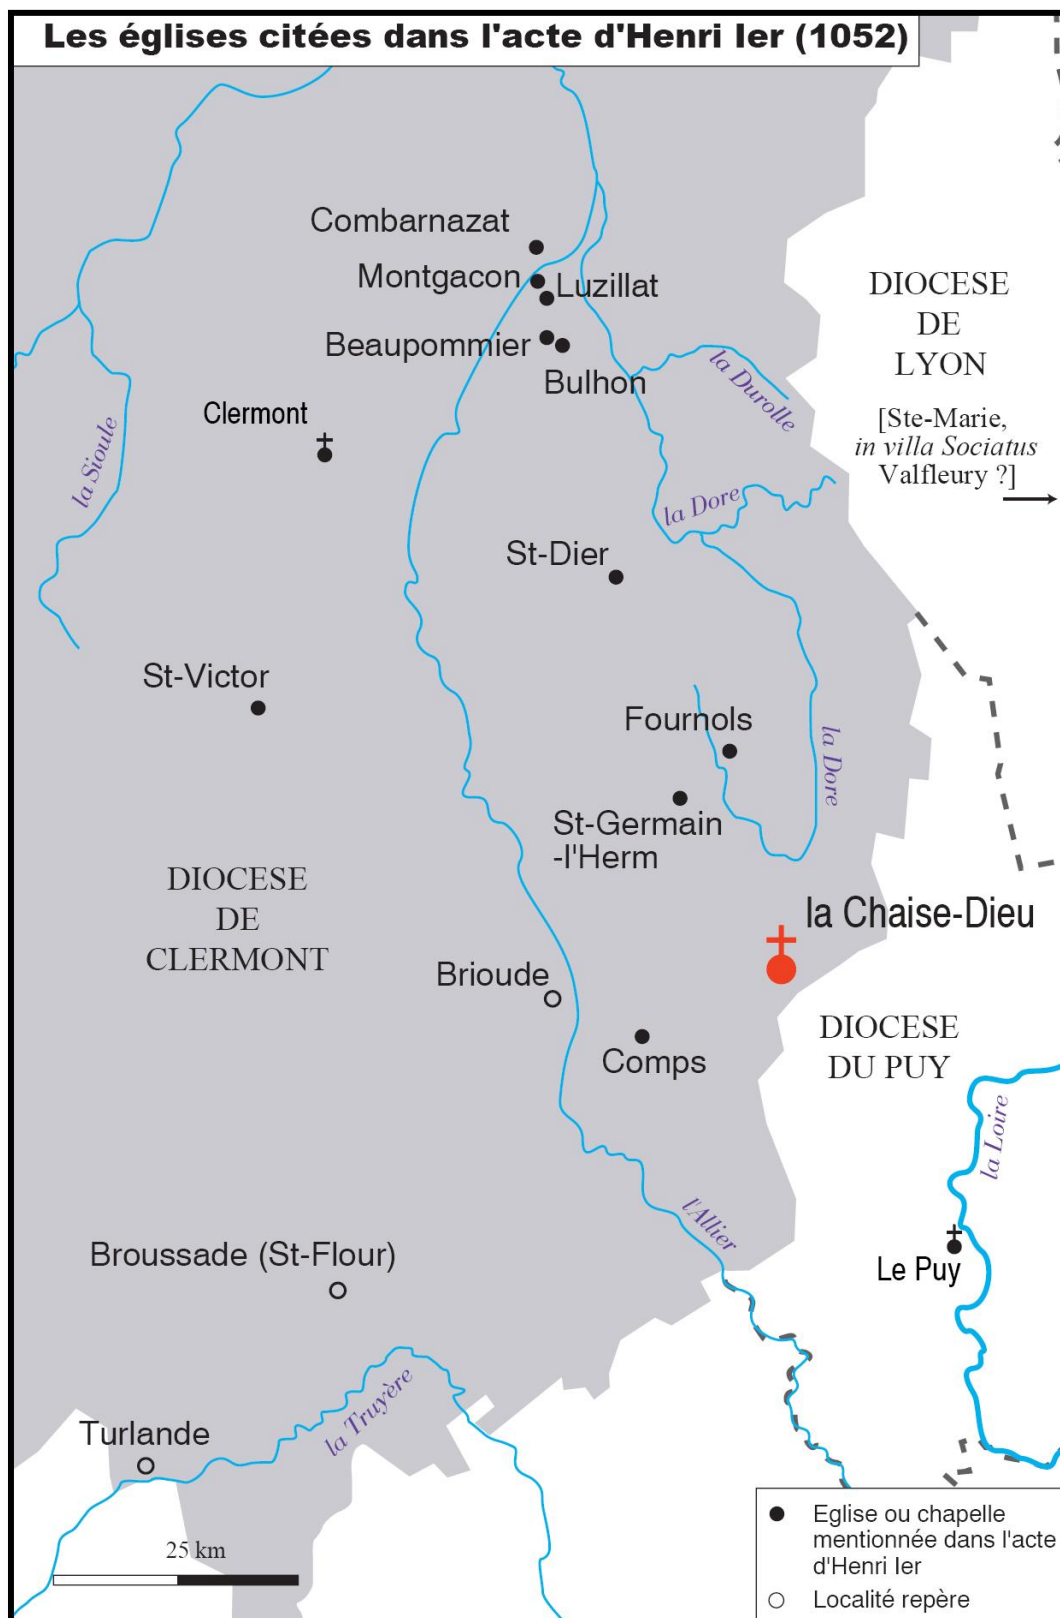 Les églises citées dans l'acte d'Henri Ier (1052)
Combarnazat
Montgacon
Luzillat
Beaupommier
Bulhon
la Durolle
DIOCESE
DE
LYON
[Ste-Marie,
in villa Sociatus
Valfleury ?]
Clermont
la Sioule
la Dore
St-Dier
St-Victor
Fournols
la Dore
St-Germain
-l'Herm
DIOCESE
DE
CLERMONT
la Chaise-Dieu
Brioude
Comps
DIOCESE
DU PUY
la Loire
l'Allier
Broussade (St-Flour)
Le Puy
la Truyère
Turlande
25 km
Eglise ou chapelle
mentionnée dans l'acte
d'Henri Ier
Localité repère